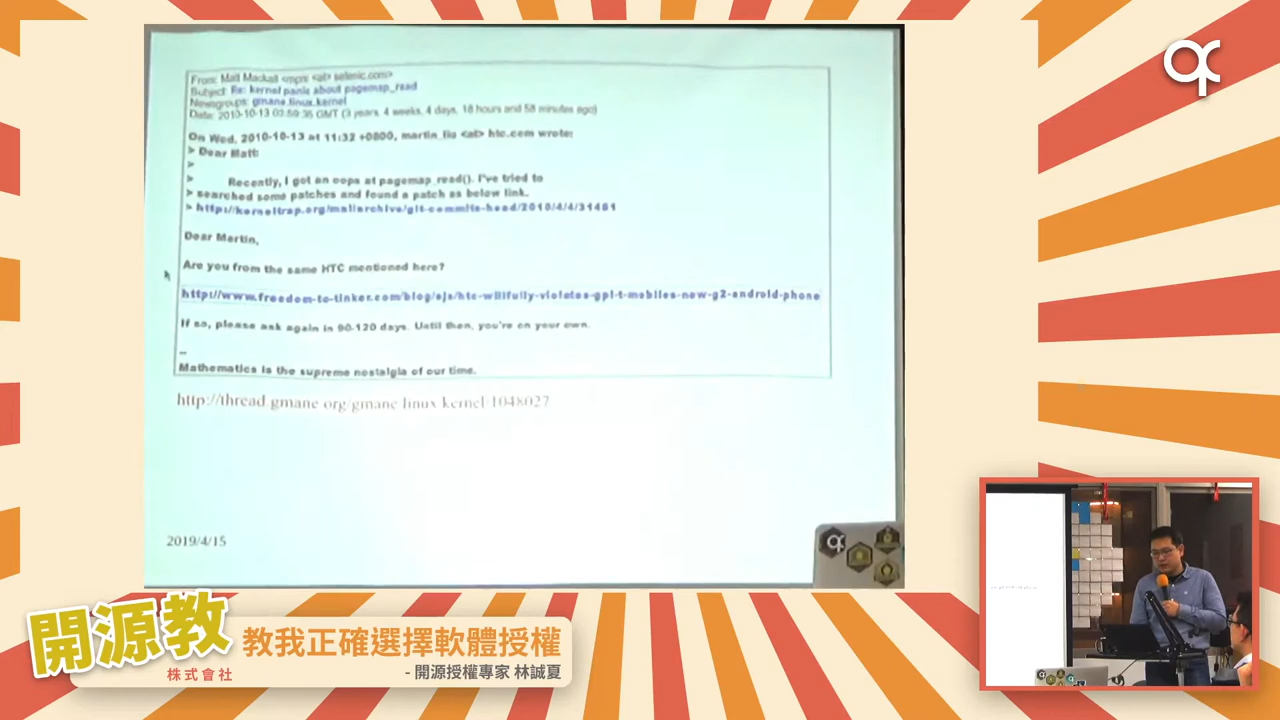 From: Matt Mackall <mpm <at> selenic.com>
Subject: Re: kernel panic about pagemap_read
Newsgroups: gmane.linux.kernel
Date: 2010-10-13 03:59:35 GMT (3 years, 4 weeks, 4 days, 18 hours and 58 minutes ago)
On Wed, 2010-10-13 at 11:32 +0800, martin_liu <at> htc.com wrote:
> Dear Matt:
>
> Recently, I got an oops at pagemap_read(). I've tried to
> searched some patches and found a patch as below link.
> http://kerneltrap.org/mailarchive/git-commits-head/2010/4/4/31461
Dear Martin,
Are you from the same HTC mentioned here?
http://www.freedom-to-tinker.com/blog/sjs/htc-willfully-violates-gpl-t-mobiles-new-g2-android-phone
If so, please ask again in 90-120 days. Until then, you're on your own.
--
Mathematics is the supreme nostalgia of our time.
http://thread.gmane.org/gmane.linux.kernel/1048027
2019/4/15
開源教
株式會社
教我正確選擇軟體授權
- 開源授權專家 林誠夏